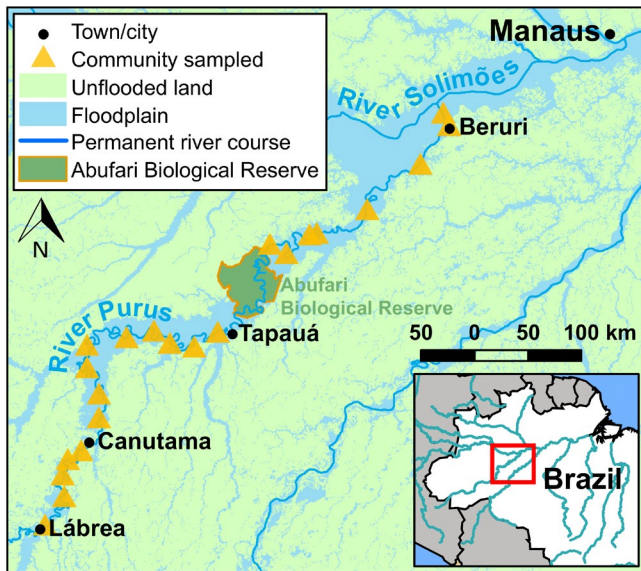 Town/city
Community sampled
Unflooded land
Floodplain
Permanent river course
Abufari Biological Reserve
N
Manaus
River Solimões
Beruri
Abufari
Biological Reserve
River Purus
Tapauá
50 0 50 100 km
Canutama
Lábrea
Brazil